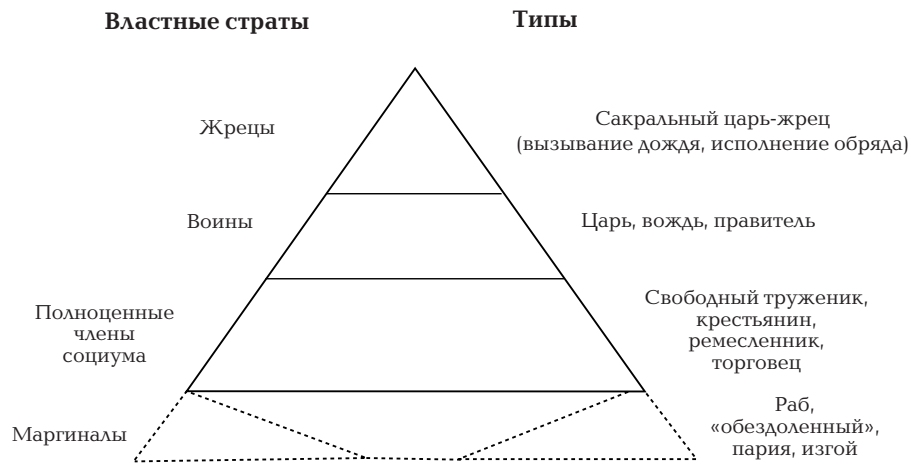 Властные страты
Типы
Жрецы
Сакральный царь-жрец
(вызывание дождя, исполнение обряда)
Воины
Царь, вождь, правитель
Полноценные
члены
социума
Свободный труженик,
крестьянин,
ремесленник,
торговец
Маргиналы
Раб,
«обездоленный»,
пария, изгой